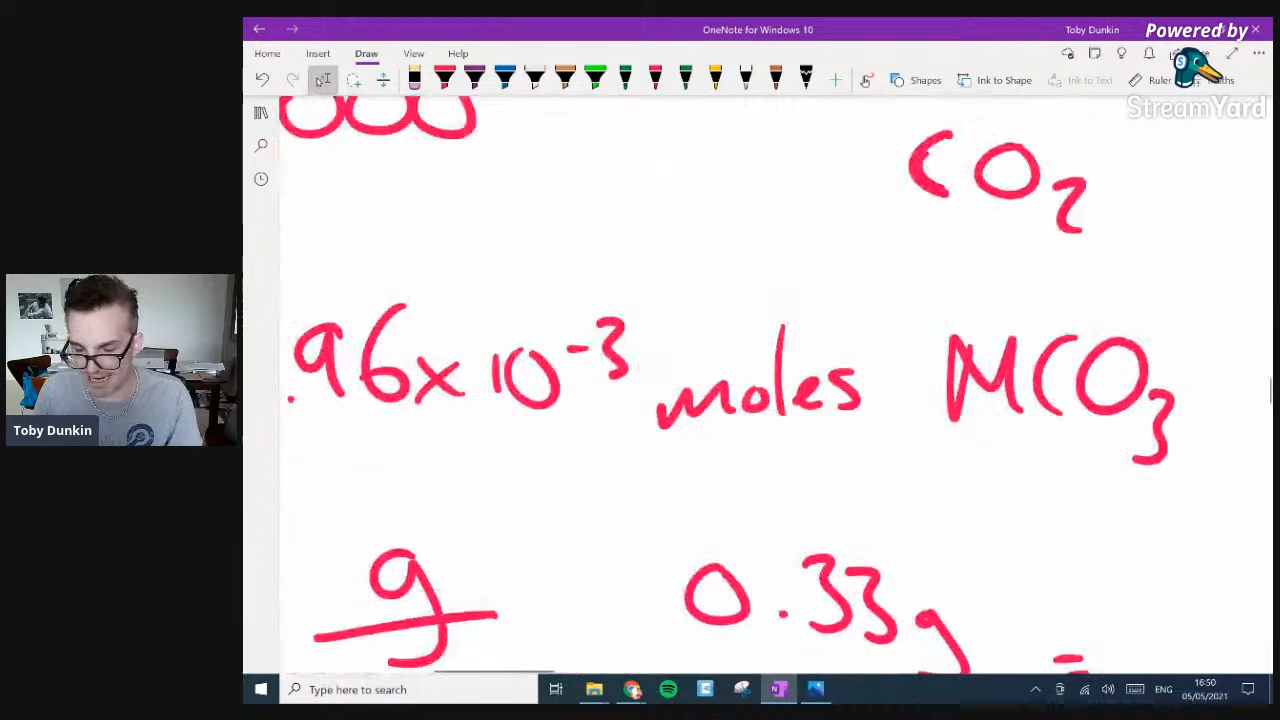 OneNote for Windows 10
Toby Dunkin
Powered by
StreamYard
Home Insert Draw View Help
Shapes Ink to Shape Ink to Text Ruler
000
CO2
.96x10-3 moles MCO3
g
0.33g =
Toby Dunkin
Type here to search
ENG
16:50
05/05/2021